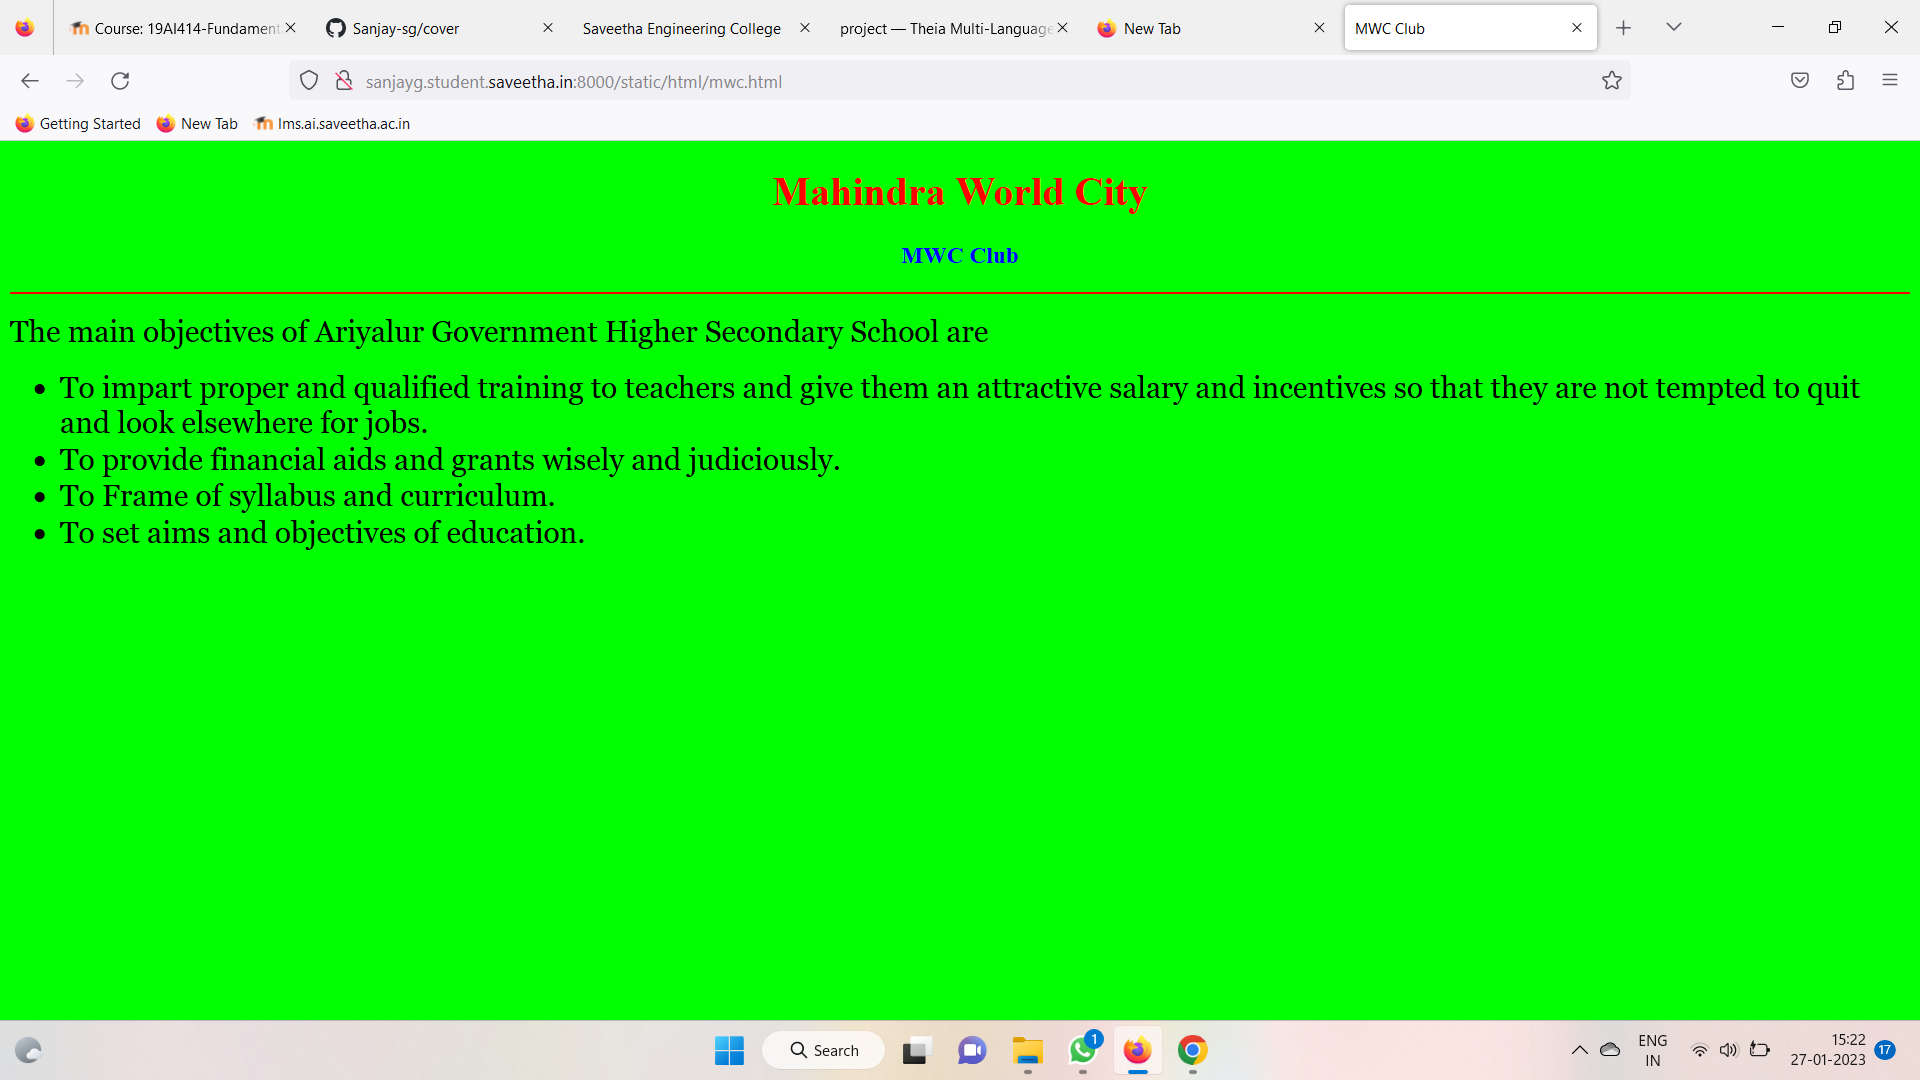 Course: 19AI414-Fundament
Sanjay-sg/cover
Saveetha Engineering College
project — Theia Multi-Language
New Tab
MWC Club
sanjayg.student.saveetha.in:8000/static/html/mwc.html
Getting Started
New Tab
lms.ai.saveetha.ac.in
Mahindra World City
MWC Club
The main objectives of Ariyalur Government Higher Secondary School are
• To impart proper and qualified training to teachers and give them an attractive salary and incentives so that they are not tempted to quit
and look elsewhere for jobs.
• To provide financial aids and grants wisely and judiciously.
• To Frame of syllabus and curriculum.
• To set aims and objectives of education.
Search
1
ENG
IN
15:22
27-01-2023
17